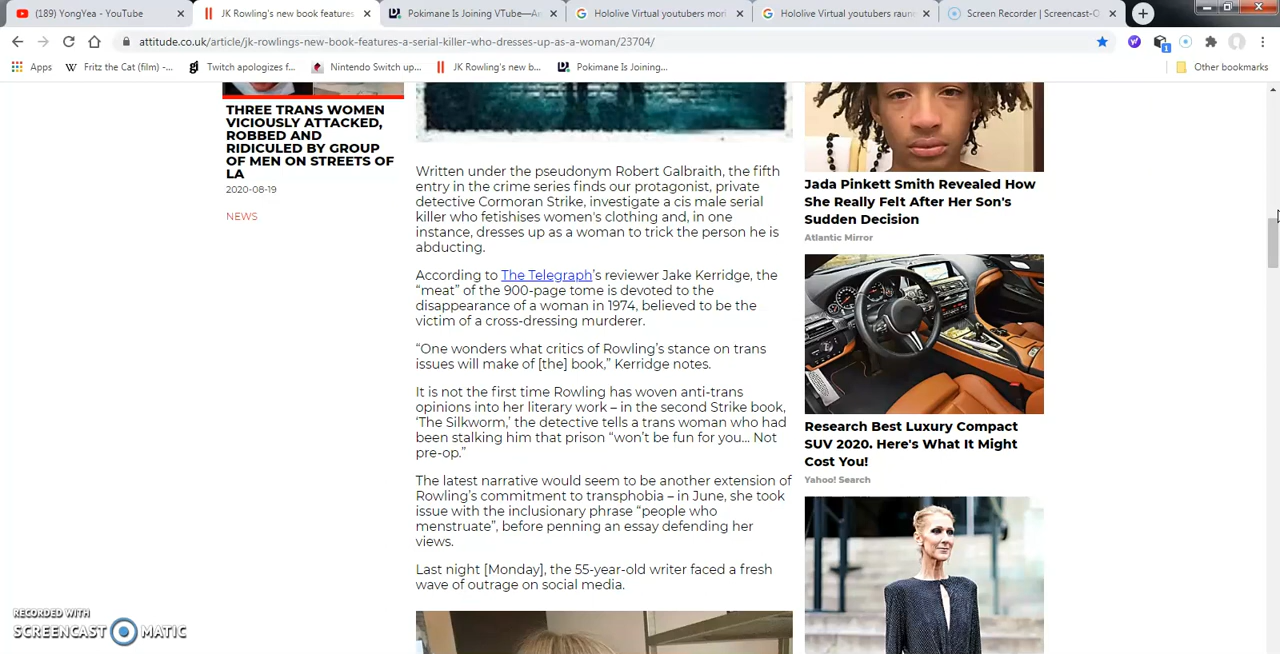 (189) YongYea - YouTube
JK Rowling's new book features
Pokimane Is Joining VTube—An
Hololive Virtual youtubers mori
Hololive Virtual youtubers raun
Screen Recorder | Screencast-O
attitude.co.uk/article/jk-rowlings-new-book-features-a-serial-killer-who-dresses-up-as-a-woman/23704/
1
Apps
Fritz the Cat (film) -...
Twitch apologizes f...
Nintendo Switch up...
JK Rowling's new b...
Pokimane Is Joining...
Other bookmarks
THREE TRANS WOMEN
VICIOUSLY ATTACKED,
ROBBED AND
RIDICULED BY GROUP
OF MEN ON STREETS OF
LA
2020-08-19
NEWS
Written under the pseudonym Robert Galbraith, the fifth
entry in the crime series finds our protagonist, private
detective Cormoran Strike, investigate a cis male serial
killer who fetishises women's clothing and, in one
instance, dresses up as a woman to trick the person he is
abducting.
According to The Telegraph's reviewer Jake Kerridge, the
“meat” of the 900-page tome is devoted to the
disappearance of a woman in 1974, believed to be the
victim of a cross-dressing murderer.
“One wonders what critics of Rowling’s stance on trans
issues will make of [the] book,” Kerridge notes.
It is not the first time Rowling has woven anti-trans
opinions into her literary work – in the second Strike book,
‘The Silkworm,’ the detective tells a trans woman who had
been stalking him that prison “won’t be fun for you... Not
pre-op.”
The latest narrative would seem to be another extension of
Rowling’s commitment to transphobia – in June, she took
issue with the inclusionary phrase “people who
menstruate”, before penning an essay defending her
views.
Last night [Monday], the 55-year-old writer faced a fresh
wave of outrage on social media.
Jada Pinkett Smith Revealed How
She Really Felt After Her Son's
Sudden Decision
Atlantic Mirror
Research Best Luxury Compact
SUV 2020. Here's What It Might
Cost You!
Yahoo! Search
RECORDED WITH
SCREENCAST MATIC